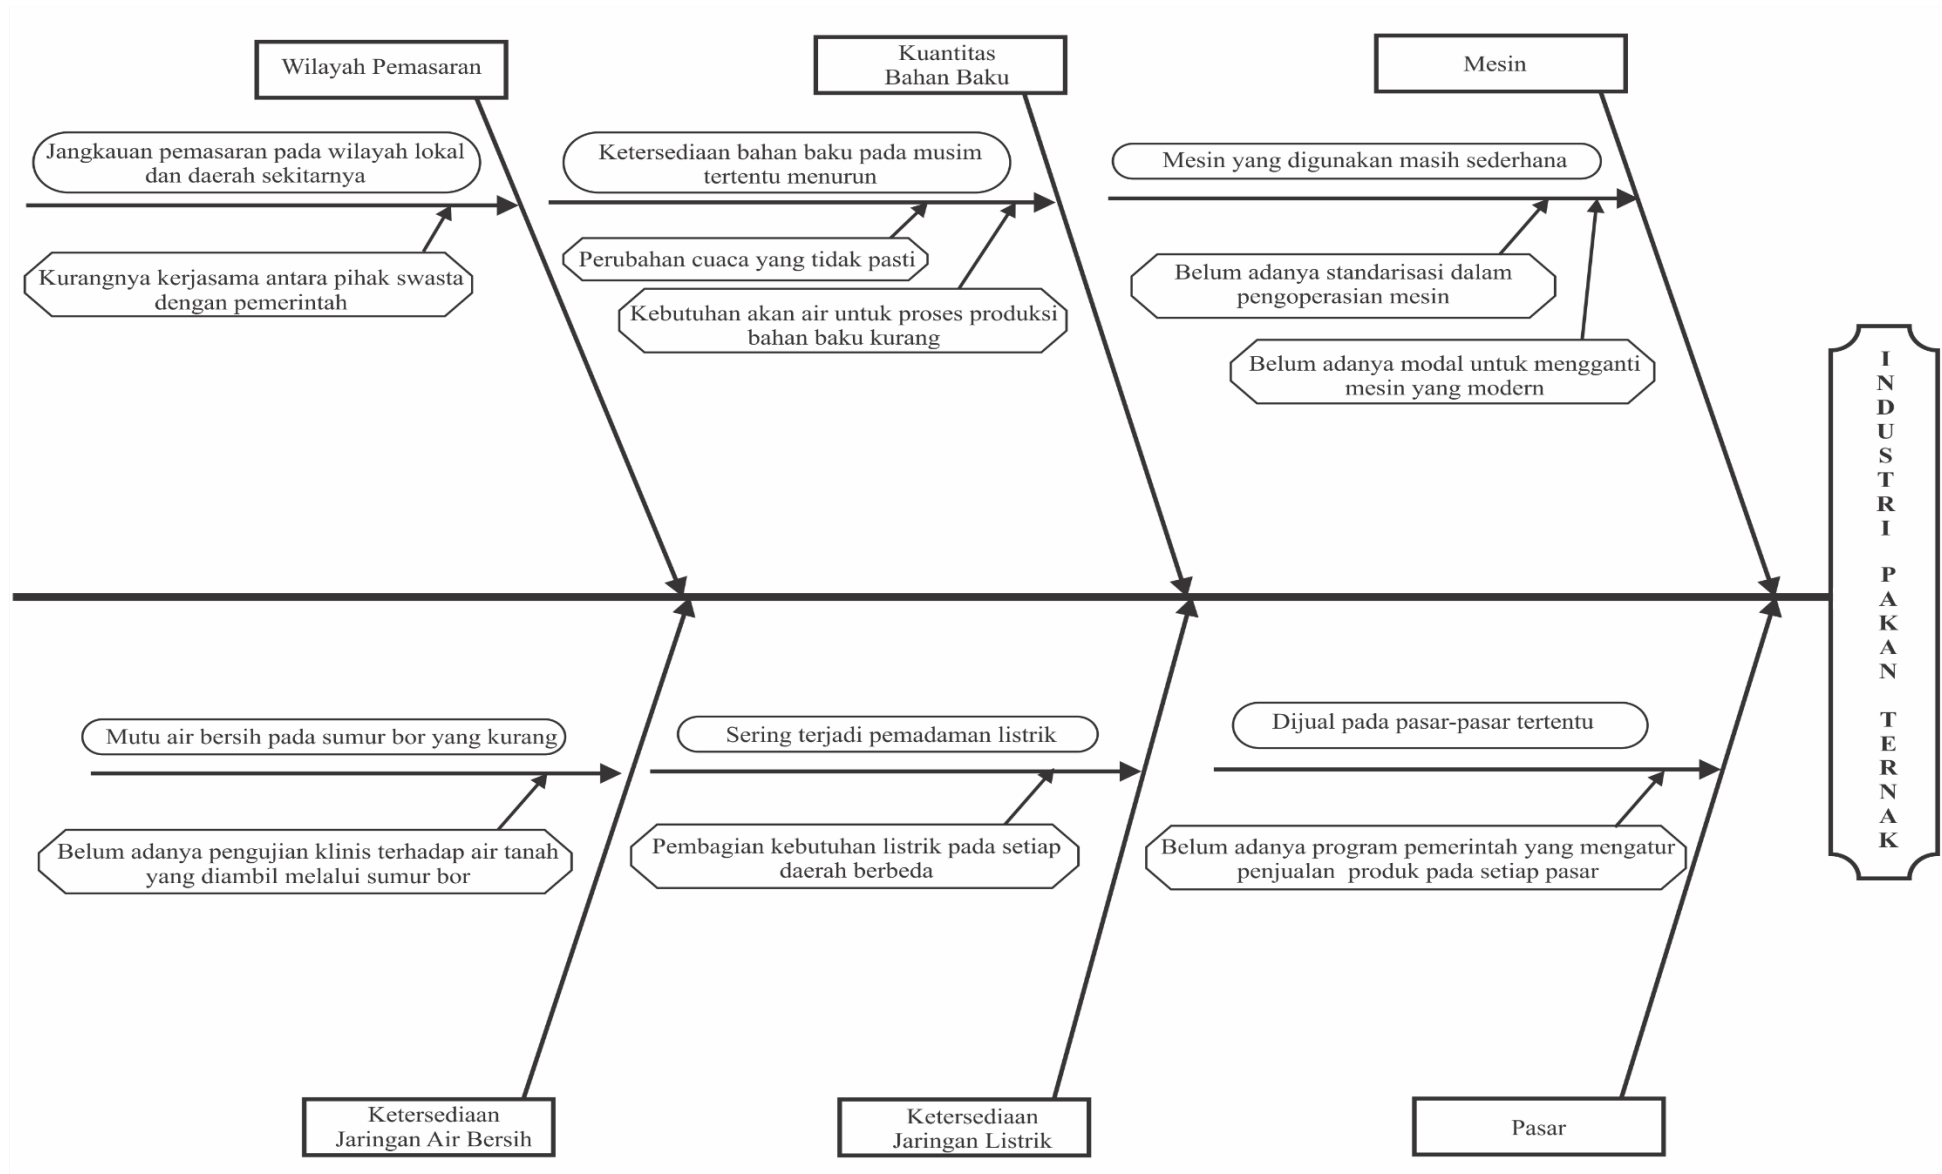 Wilayah Pemasaran
Kuantitas
Bahan Baku
Mesin
Jangkauan pemasaran pada wilayah lokal
dan daerah sekitarnya
Ketersediaan bahan baku pada musim
tertentu menurun
Mesin yang digunakan masih sederhana
Kurangnya kerjasama antara pihak swasta
dengan pemerintah
Perubahan cuaca yang tidak pasti
Kebutuhan akan air untuk proses produksi
bahan baku kurang
Belum adanya standarisasi dalam
pengoperasian mesin
Belum adanya modal untuk mengganti
mesin yang modern
INDUSTRI PAKAN TERNAK
Mutu air bersih pada sumur bor yang kurang
Sering terjadi pemadaman listrik
Dijual pada pasar-pasar tertentu
Belum adanya pengujian klinis terhadap air tanah
yang diambil melalui sumur bor
Pembagian kebutuhan listrik pada setiap
daerah berbeda
Belum adanya program pemerintah yang mengatur
penjualan produk pada setiap pasar
Ketersediaan
Jaringan Air Bersih
Ketersediaan
Jaringan Listrik
Pasar